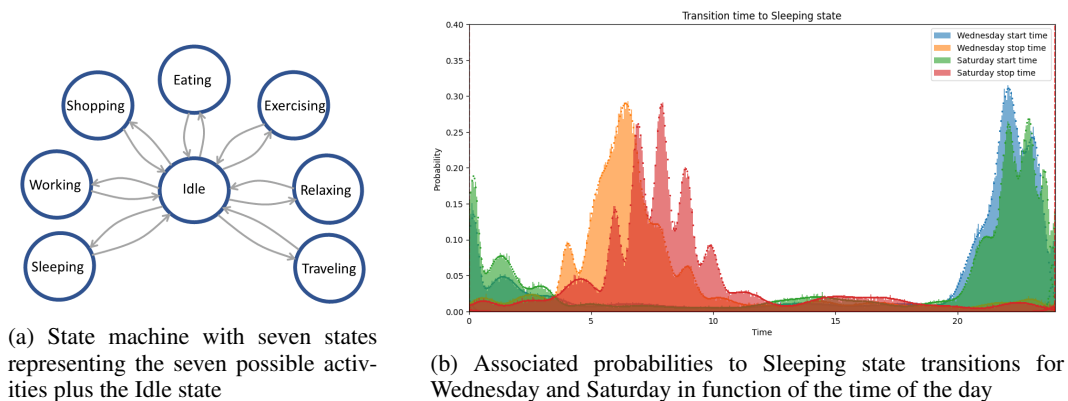 Eating
Shopping
Exercising
Working
Idle
Relaxing
Sleeping
Traveling
(a) State machine with seven states
representing the seven possible activ-
ities plus the Idle state
Transition time to Sleeping state
Wednesday start time
Wednesday stop time
Saturday start time
Saturday stop time
Probability
0.40
0.35
0.30
0.25
0.20
0.15
0.10
0.05
0.00
0
5
10
15
20
Time
(b) Associated probabilities to Sleeping state transitions for
Wednesday and Saturday in function of the time of the day